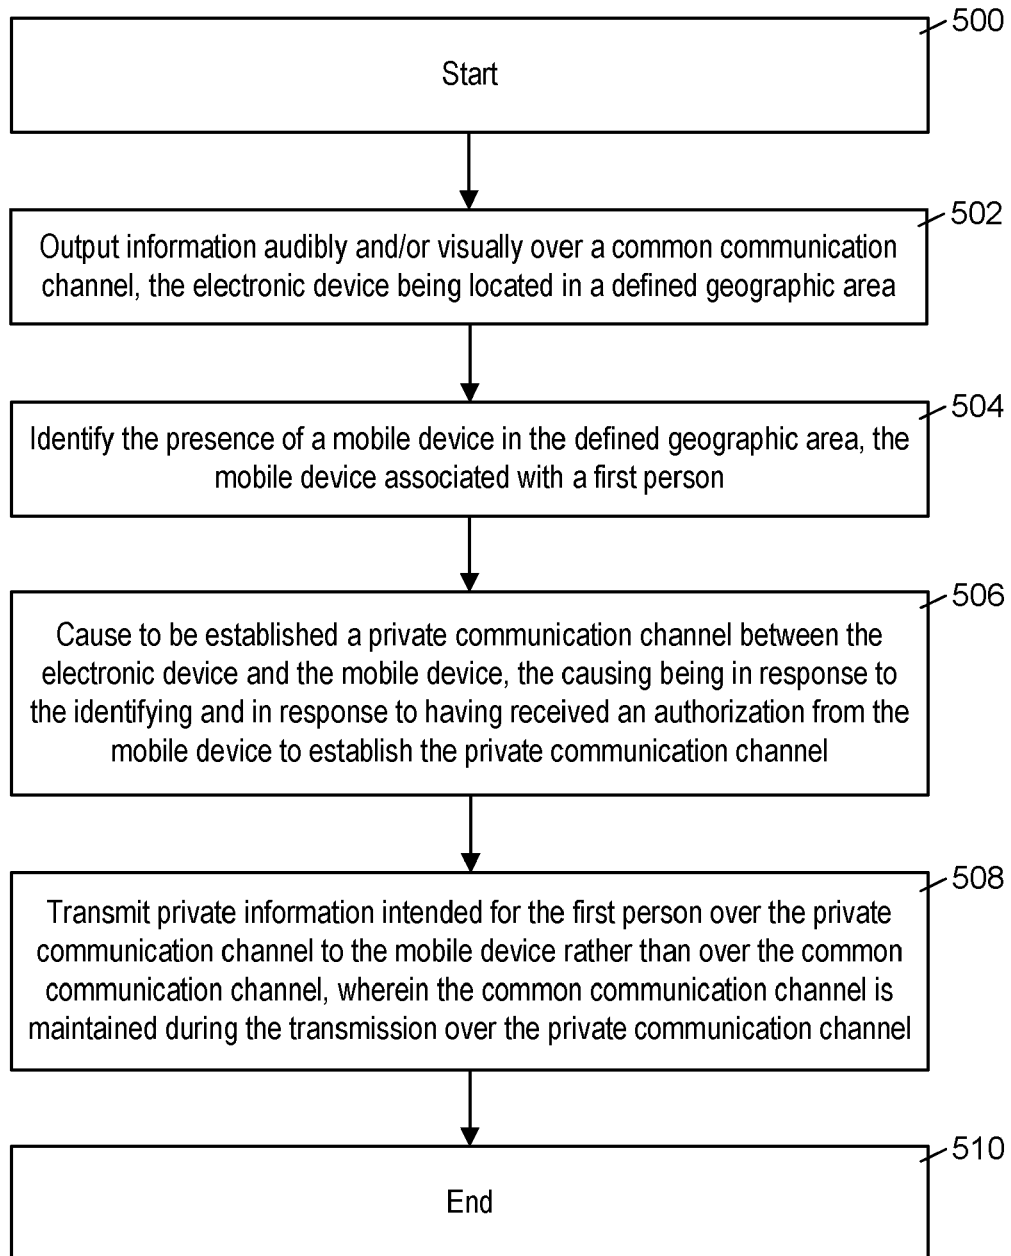 500
Start
502
Output information audibly and/or visually over a common communication
channel, the electronic device being located in a defined geographic area
504
Identify the presence of a mobile device in the defined geographic area, the
mobile device associated with a first person
506
Cause to be established a private communication channel between the
electronic device and the mobile device, the causing being in response to
the identifying and in response to having received an authorization from the
mobile device to establish the private communication channel
508
Transmit private information intended for the first person over the private
communication channel to the mobile device rather than over the common
communication channel, wherein the common communication channel is
maintained during the transmission over the private communication channel
510
End